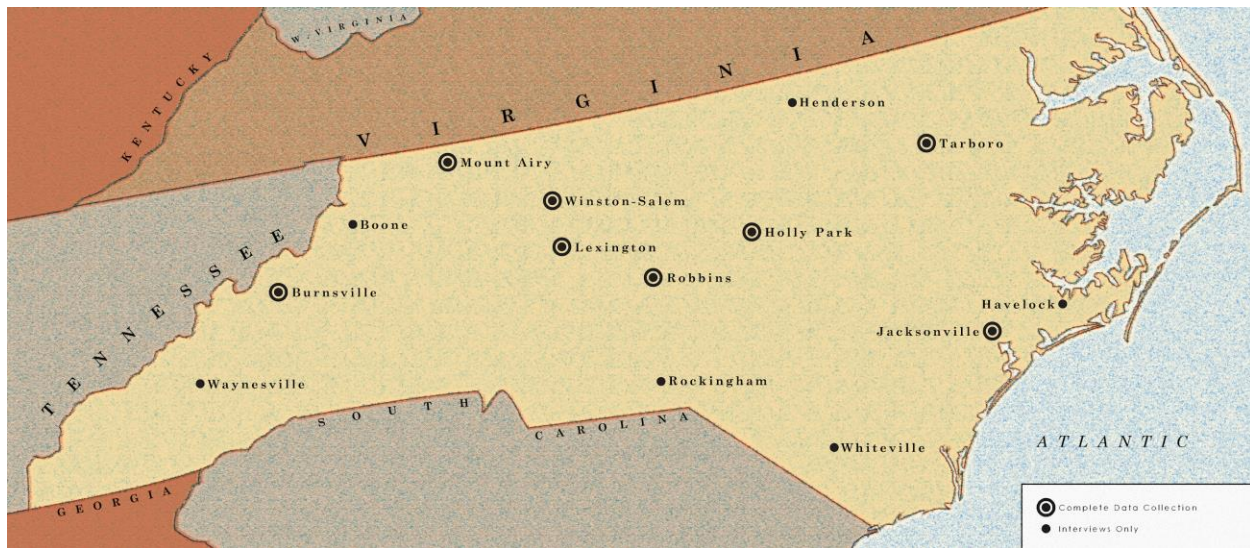 W. VIRGINIA
KENTUCKY
VIRGINIA
Henderson
Tarboro
Mount Airy
Winston-Salem
Boone
Holly Park
Lexington
TENNESSEE
Robbins
Burnsville
Havelock
Jacksonville
Waynesville
Rockingham
SOUTH
CAROLINA
ATLANTIC
Whiteville
GEORGIA
Complete Data Collection
Interviews Only